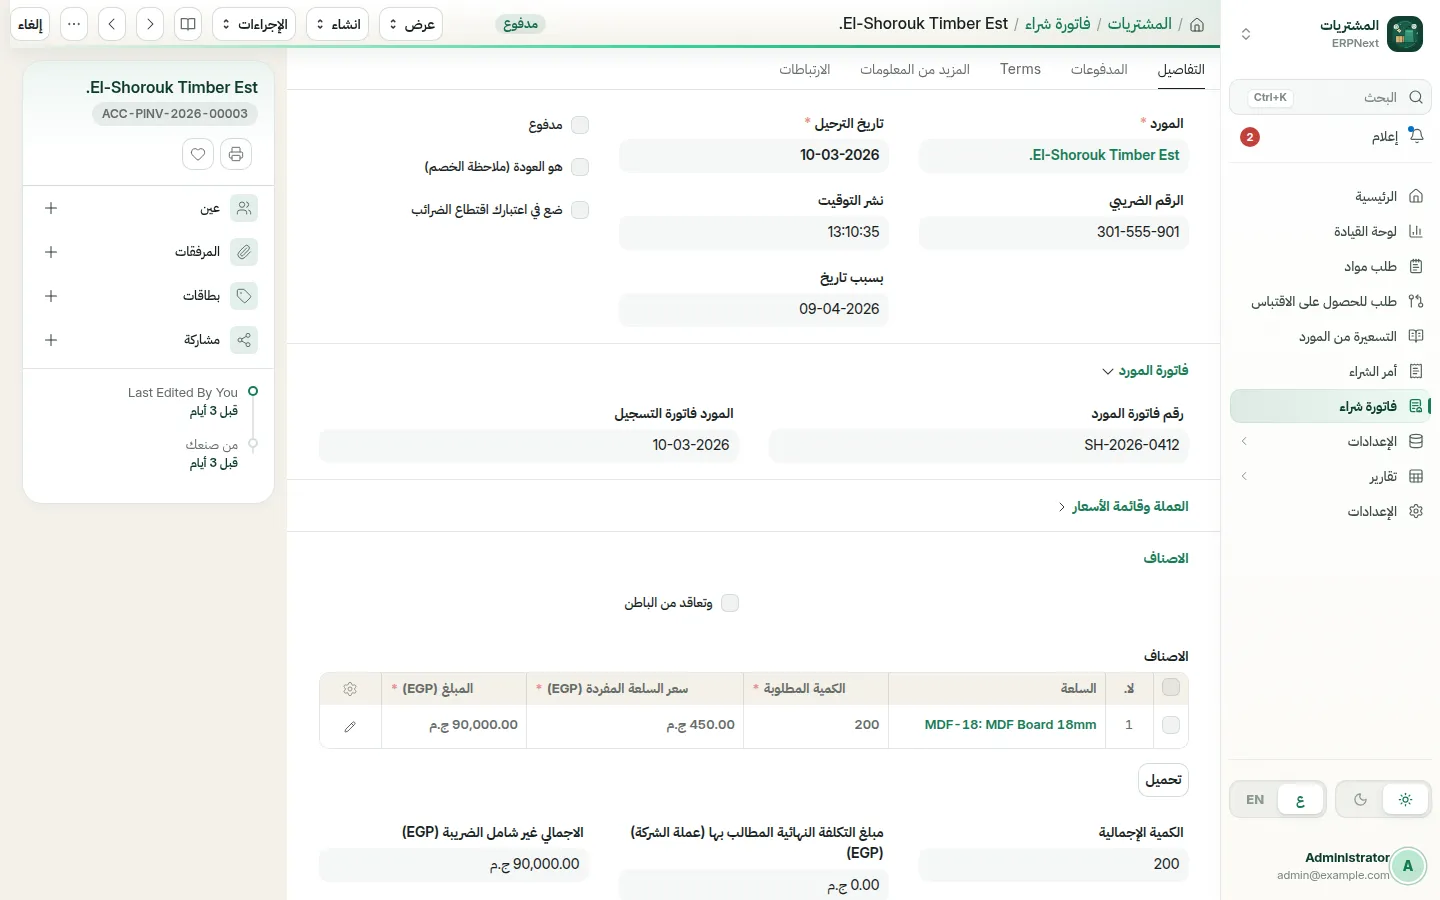 المشتريات
ERPNext
البحث
Ctrl+K
إعلام
2
الرئيسية
لوحة القيادة
طلب مواد
طلب للحصول على الاقتباس
التسعيرة من المورد
أمر الشراء
فاتورة شراء
الإعدادات
تقارير
الإعدادات
ع
EN
Administrator
admin@example.com
A
المشتريات / فاتورة شراء / El-Shorouk Timber Est.
مدفوع
عرض
انشاء
الإجراءات
إلغاء
التفاصيل
المدفوعات
Terms
المزيد من المعلومات
الارتباطات
المورد *
El-Shorouk Timber Est.
تاريخ الترحيل *
10-03-2026
مدفوع
هو العودة (ملاحظة الخصم)
ضع في اعتبارك اقتطاع الضرائب
الرقم الضريبي
301-555-901
نشر التوقيت
13:10:35
بسبب تاريخ
09-04-2026
فاتورة المورد
رقم فاتورة المورد
SH-2026-0412
المورد فاتورة التسجيل
10-03-2026
العملة وقائمة الأسعار
الاصناف
وتعاقد من الباطن
الاصناف
لا.
السلعة
الكمية المطلوبة *
سعر السلعة المفردة (EGP) *
المبلغ (EGP) *
1
MDF-18: MDF Board 18mm
200
450.00 ج.م
90,000.00 ج.م
تحميل
الكمية الإجمالية
200
مبلغ التكلفة النهائية المطالب بها (عملة الشركة)
(EGP)
0.00 ج.م
الاجمالي غير شامل الضريبة (EGP)
90,000.00 ج.م
El-Shorouk Timber Est.
ACC-PINV-2026-00003
عين
المرفقات
بطاقات
مشاركة
Last Edited By You
قبل 3 أيام
من صنعك
قبل 3 أيام